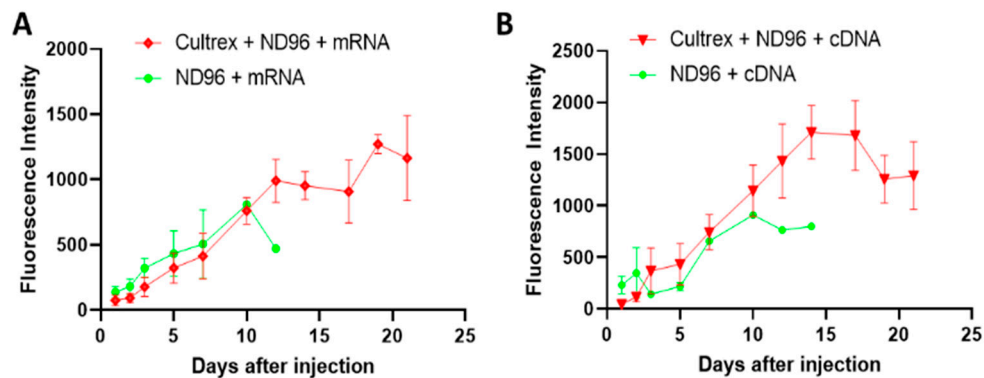 A
Cultrex + ND96 + mRNA
ND96 + mRNA
Fluorescence Intensity
2000
1500
1000
500
0
0 5 10 15 20 25
Days after injection
B
Cultrex + ND96 + cDNA
ND96 + cDNA
Fluorescence Intensity
2500
2000
1500
1000
500
0
0 5 10 15 20 25
Days after injection